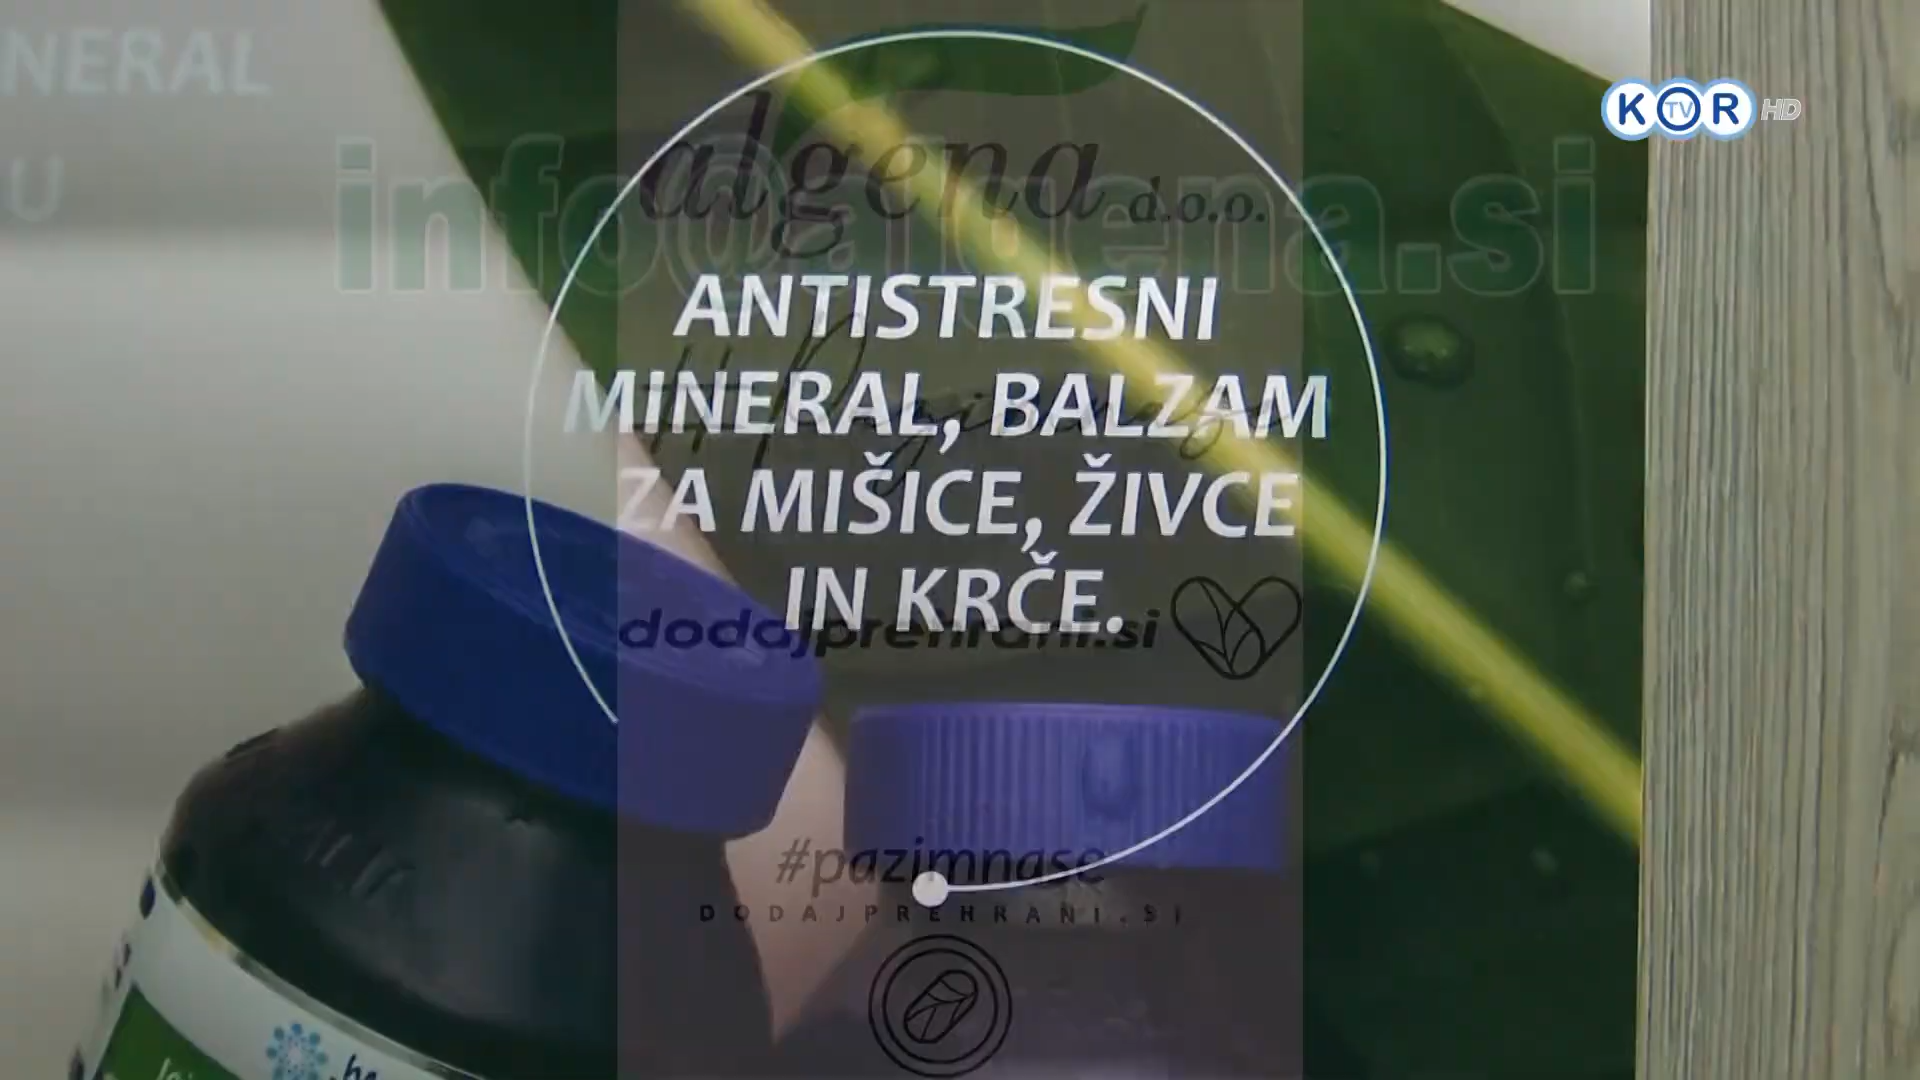 NERAL
U
K TV O R HD
algena d.o.o.
info@algena.si
ANTISTRESNI
MINERAL, BALZAM
ZA MIŠICE, ŽIVCE
IN KRČE.
#Pazimnase
dodajprehrani.si
#pazimnase
DODAJPREHRANI.SI